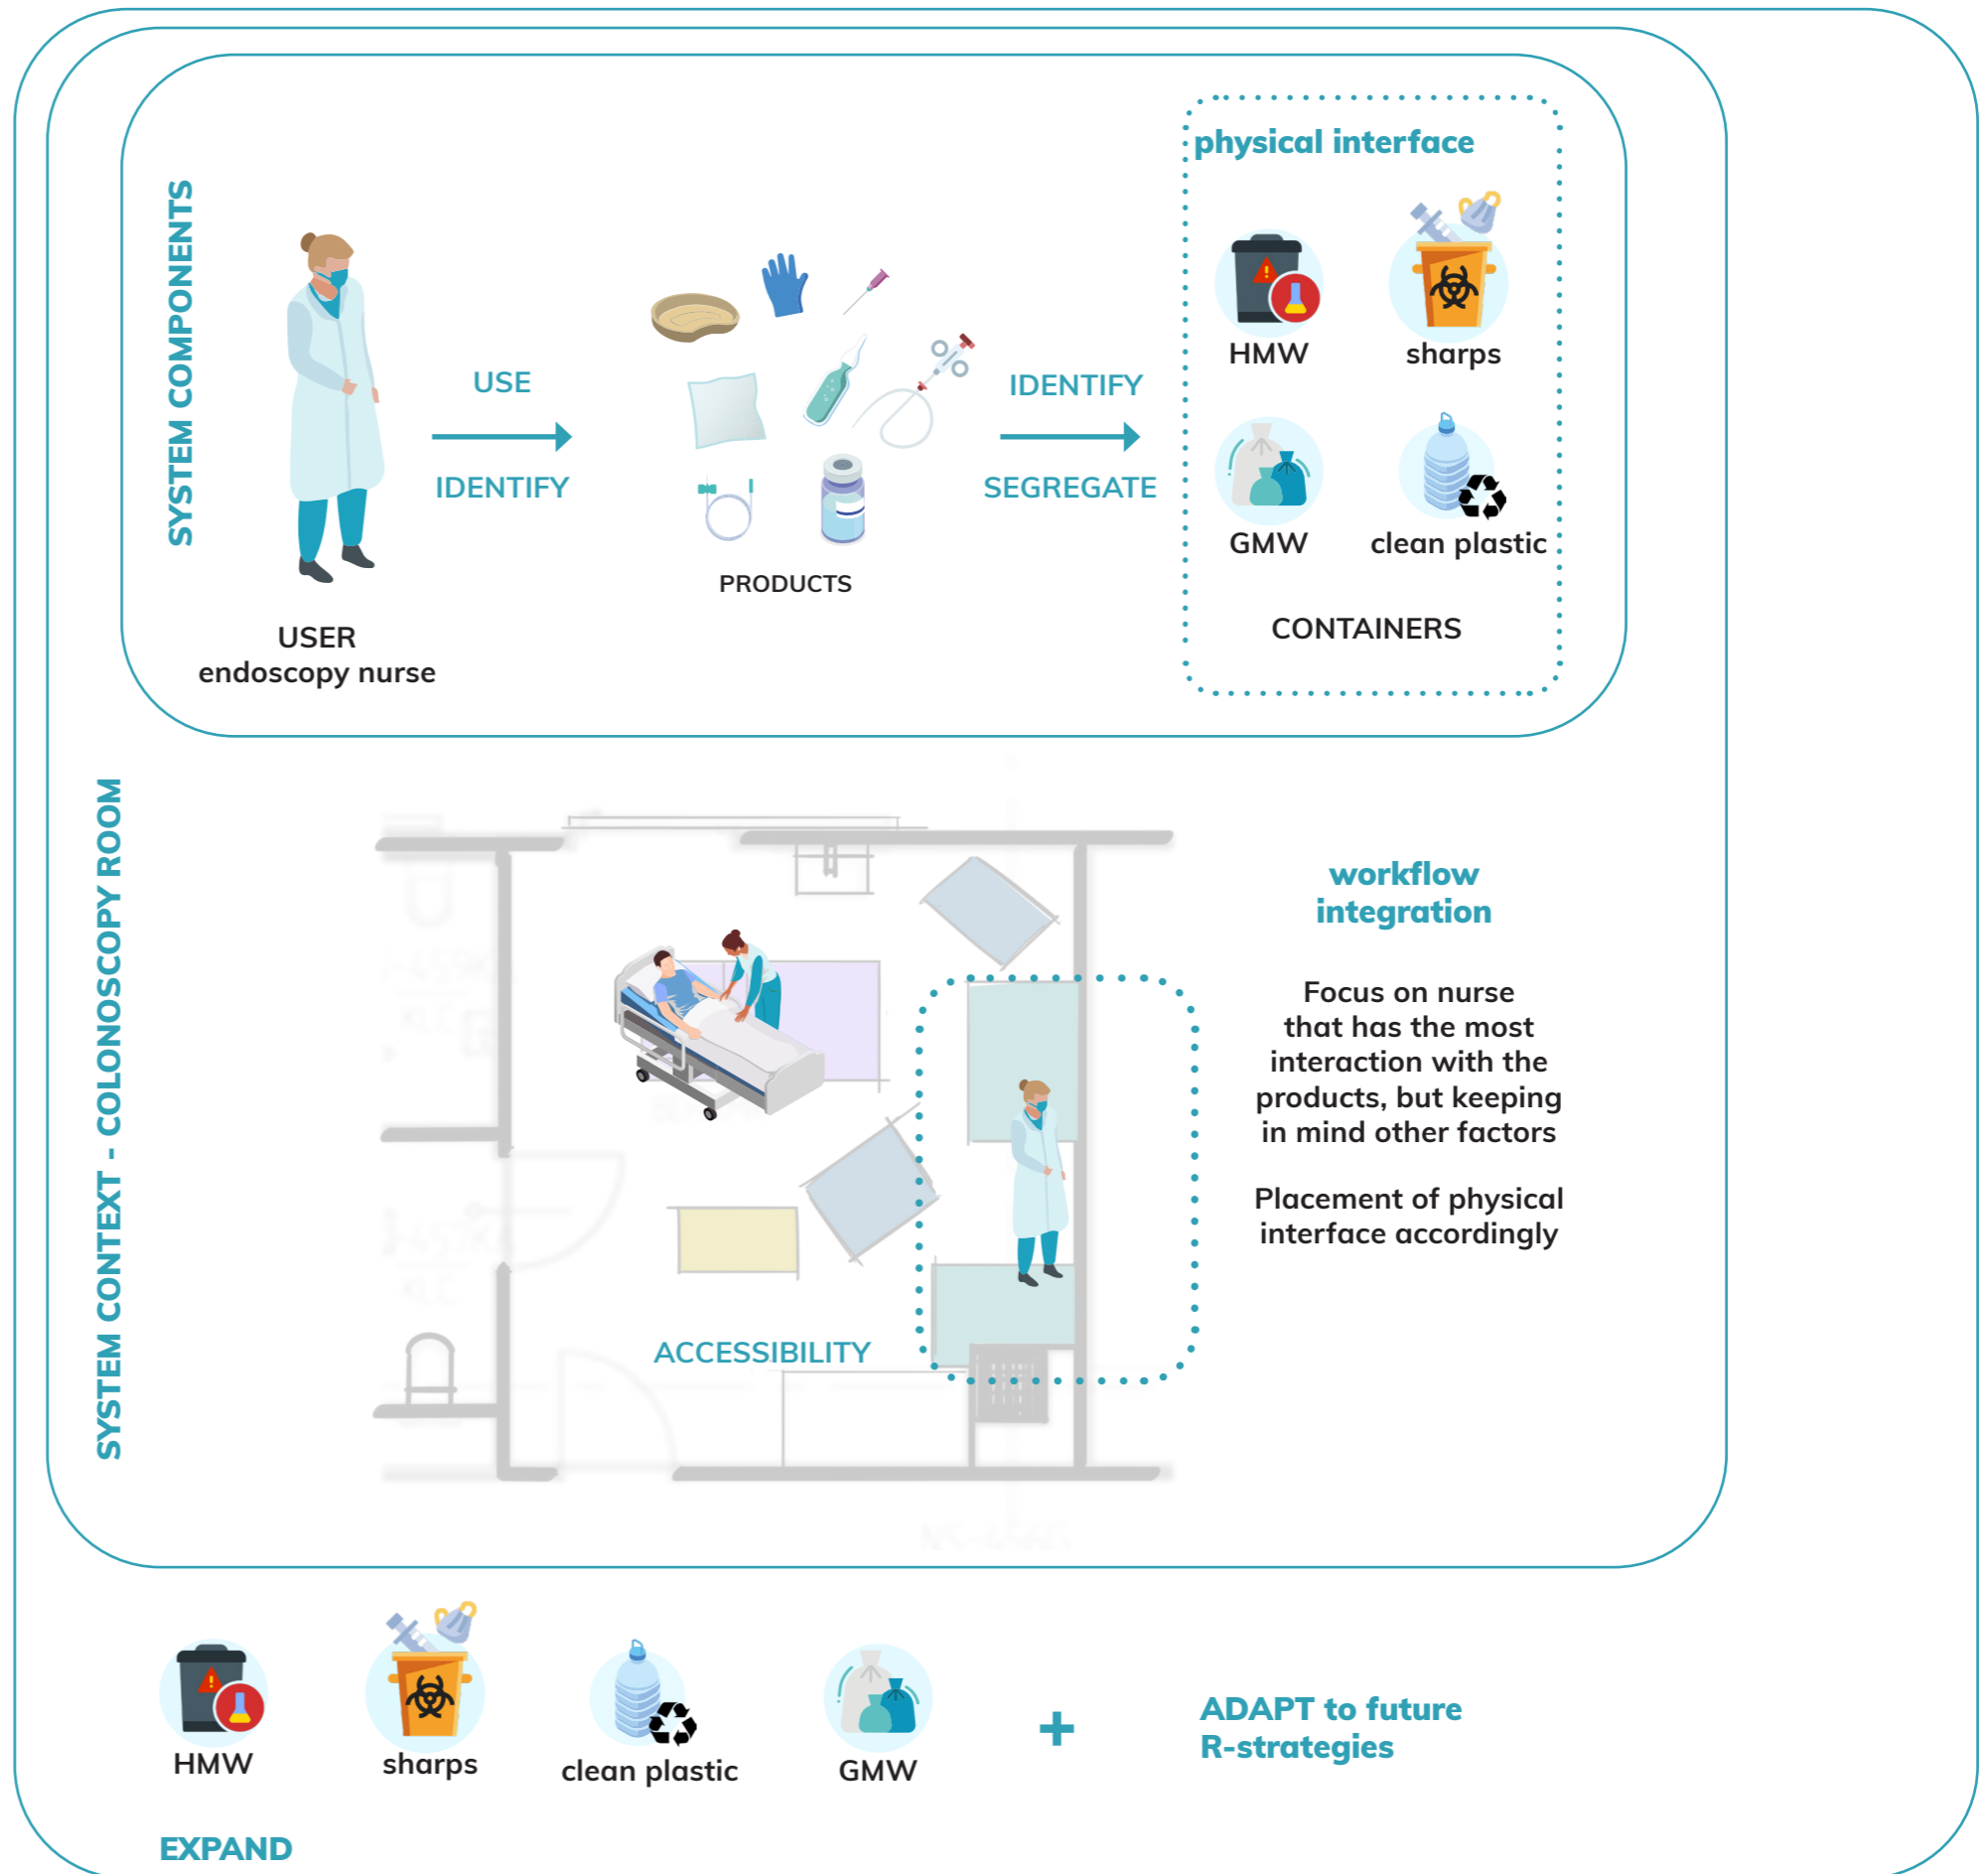 SYSTEM COMPONENTS
physical interface
USE
IDENTIFY
IDENTIFY
SEGREGATE
HMW
sharps
GMW
clean plastic
PRODUCTS
CONTAINERS
USER
endoscopy nurse
SYSTEM CONTEXT - COLONOSCOPY ROOM
workflow
integration
Focus on nurse
that has the most
interaction with the
products, but keeping
in mind other factors
Placement of physical
interface accordingly
ACCESSIBILITY
HMW
sharps
clean plastic
GMW
+
ADAPT to future
R-strategies
EXPAND